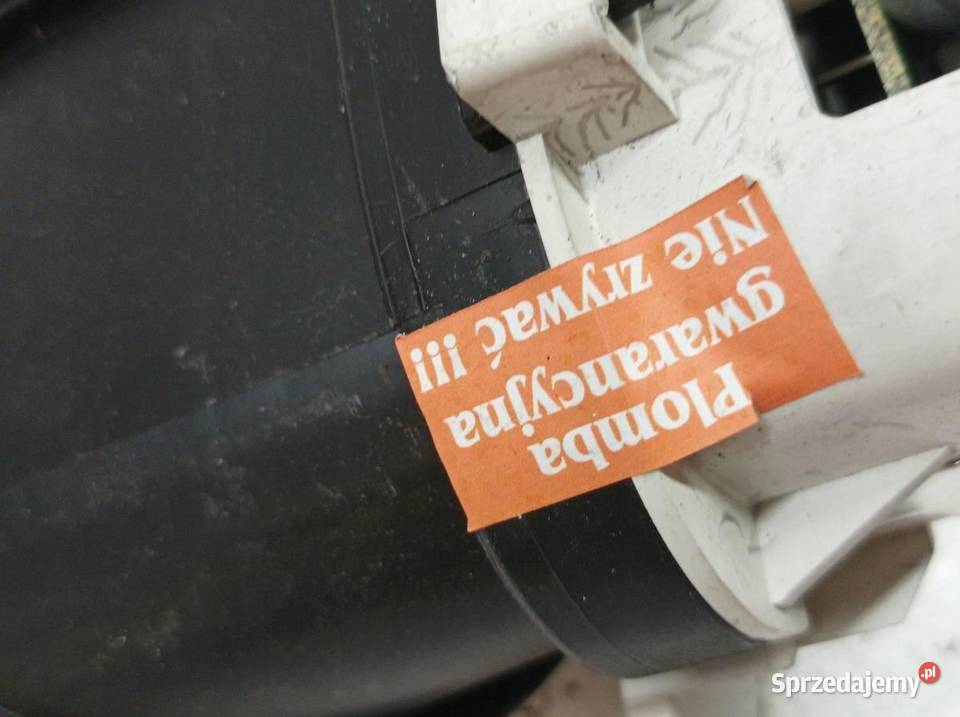 Plomba
gwarancyjna
Nie zrywać !!!
Sprzedajemy.pl